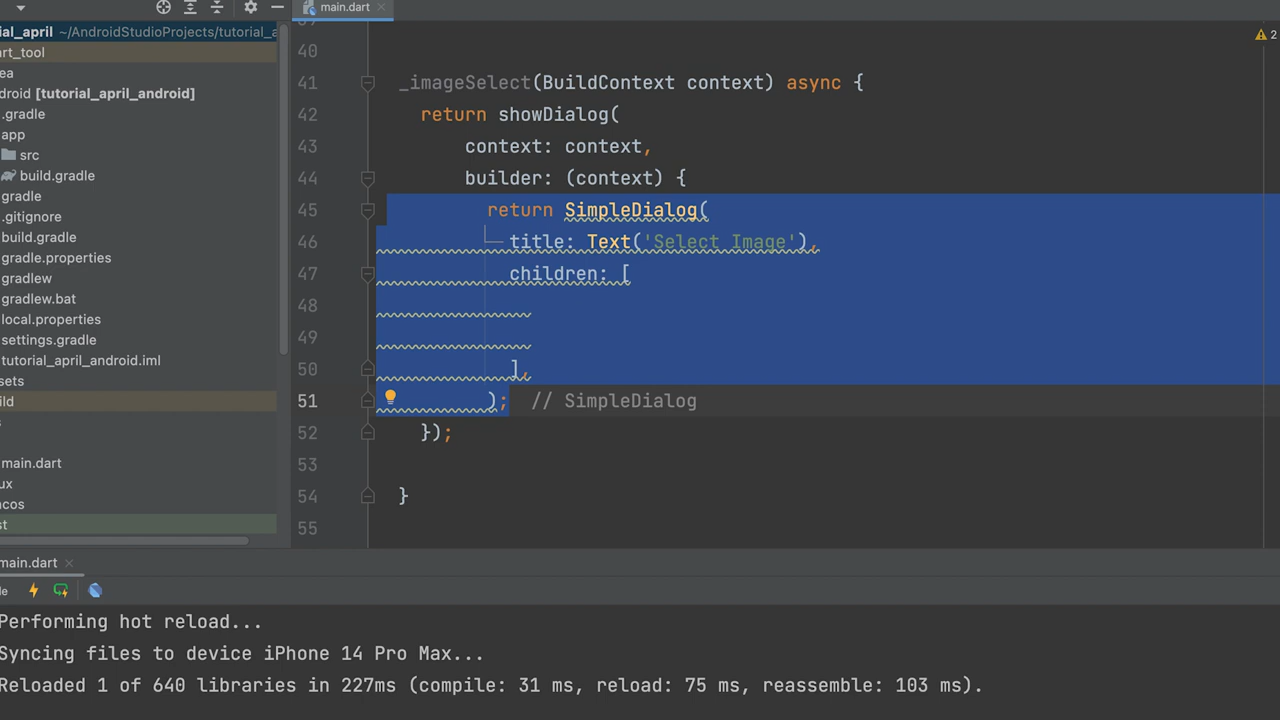 main.dart
ial_april ~/AndroidStudioProjects/tutorial_a
art_tool
ea
droid [tutorial_april_android]
.gradle
app
src
build.gradle
gradle
.gitignore
build.gradle
gradle.properties
gradlew
gradlew.bat
local.properties
settings.gradle
tutorial_april_android.iml
sets
ild
s
main.dart
ux
acos
st
40
41 _imageSelect(BuildContext context) async {
42 return showDialog(
43 context: context,
44 builder: (context) {
45 return SimpleDialog(
46 title: Text('Select Image'),
47 children: [
48
49
50 ],
51 ); // SimpleDialog
52 });
53
54 }
55
2
main.dart
le
Performing hot reload...
Syncing files to device iPhone 14 Pro Max...
Reloaded 1 of 640 libraries in 227ms (compile: 31 ms, reload: 75 ms, reassemble: 103 ms).